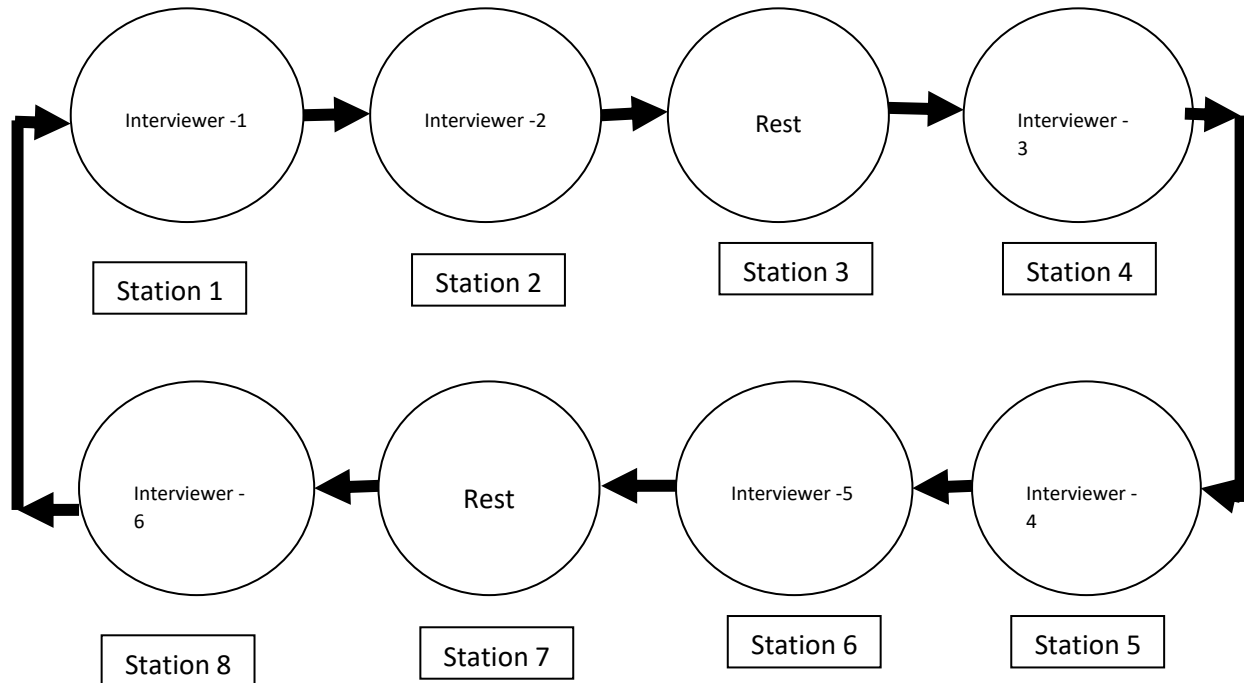 Interviewer -1
Interviewer -2
Rest
Interviewer -
3
Station 1
Station 2
Station 3
Station 4
Interviewer -
6
Rest
Interviewer -5
Interviewer -
4
Station 8
Station 7
Station 6
Station 5